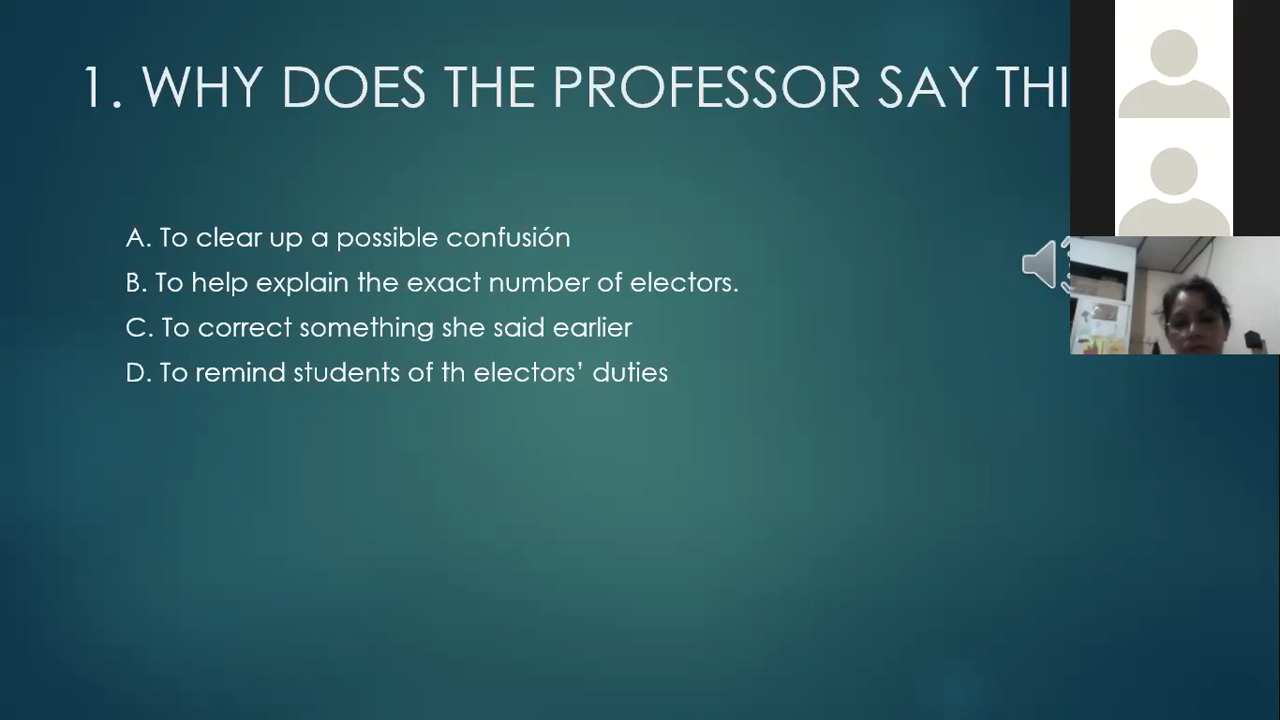 1. WHY DOES THE PROFESSOR SAY THI
A. To clear up a possible confusión
B. To help explain the exact number of electors.
C. To correct something she said earlier
D. To remind students of th electors’ duties